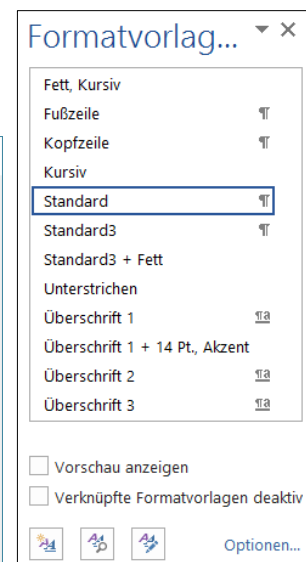 Formatvorlag...
Fett, Kursiv
Fußzeile ¶
Kopfzeile ¶
Kursiv
Standard ¶
Standard3 ¶
Standard3 + Fett
Unterstrichen
Überschrift 1 ¶a
Überschrift 1 + 14 Pt., Akzent
Überschrift 2 ¶a
Überschrift 3 ¶a
Vorschau anzeigen
Verknüpfte Formatvorlagen deaktiv
Optionen...